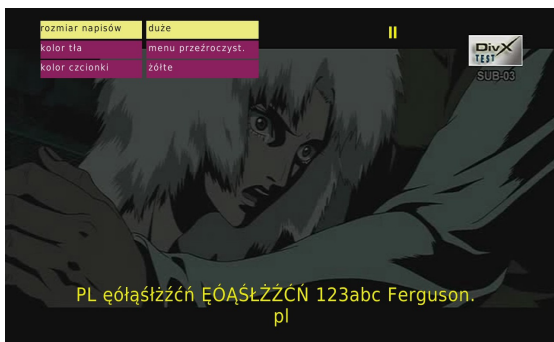 rozmiar napisów duże
kolor tła menu przeźroczyst.
kolor czcionki żółte
DivX
TEST
SUB-03
PL ęółąśłżźćń ĘÓĄŚŁŻŹĆŃ 123abc Ferguson.
pl